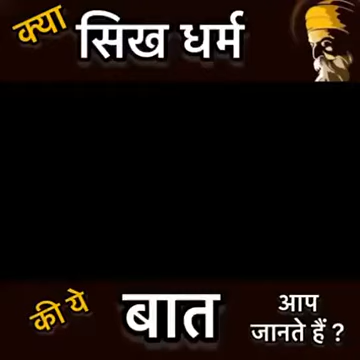 क्या सिख धर्म
की ये बात आप
जानते हैं ?